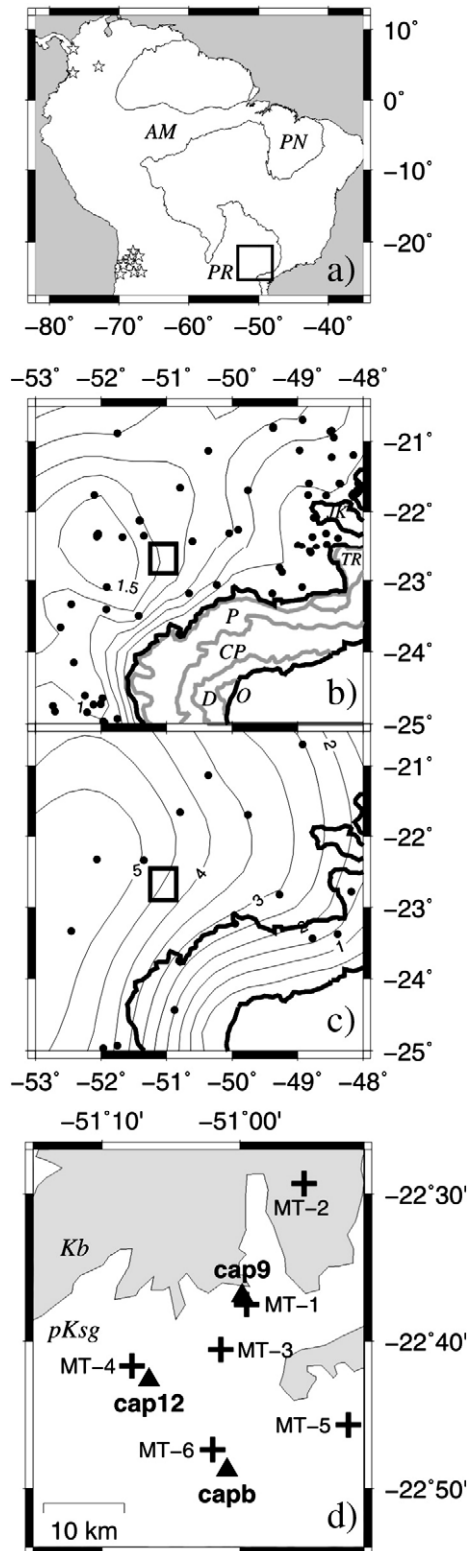 10°
0°
AM
PN
−10°
−20°
PR
a)
−80° −70° −60° −50° −40°
−53° −52° −51° −50° −49° −48°
−21°
−22°
JK
TR
1.5
−23°
P
CP
−24°
D
O
b)
1
−25°
2
−21°
−22°
5
4
3
−23°
2
1
−24°
c)
−25°
−53° −52° −51° −50° −49° −48°
−51°10' −51°00'
−22°30'
MT−2
Kb
cap9
MT−1
pKsg
−22°40'
MT−3
MT−4
cap12
MT−5
MT−6
capb
−22°50'
10 km
d)